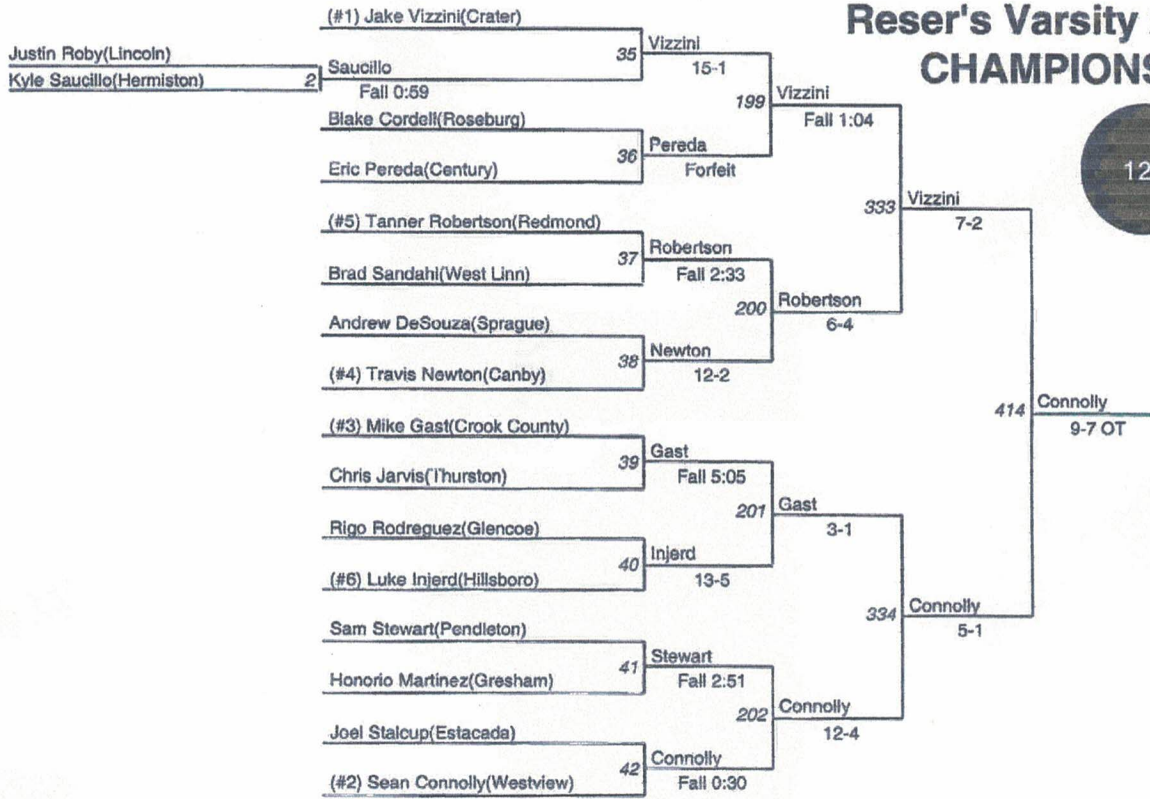 Reser's Varsity
CHAMPIONS
12
Justin Roby(Lincoln)
Kyle Saucillo(Hermiston)
2
Saucillo
Fall 0:59
(#1) Jake Vizzini(Crater)
35
Vizzini
15-1
Blake Cordell(Roseburg)
Eric Pereda(Century)
36
Pereda
Forfeit
199
Vizzini
Fall 1:04
(#5) Tanner Robertson(Redmond)
Brad Sandahl(West Linn)
37
Robertson
Fall 2:33
Andrew DeSouza(Sprague)
(#4) Travis Newton(Canby)
38
Newton
12-2
200
Robertson
6-4
333
Vizzini
7-2
(#3) Mike Gast(Crook County)
Chris Jarvis(Thurston)
39
Gast
Fall 5:05
Rigo Rodreguez(Glencoe)
(#6) Luke Injerd(Hillsboro)
40
Injerd
13-5
201
Gast
3-1
Sam Stewart(Pendleton)
Honorio Martinez(Gresham)
41
Stewart
Fall 2:51
Joel Stalcup(Estacada)
(#2) Sean Connolly(Westview)
42
Connolly
Fall 0:30
202
Connolly
12-4
334
Connolly
5-1
414
Connolly
9-7 OT